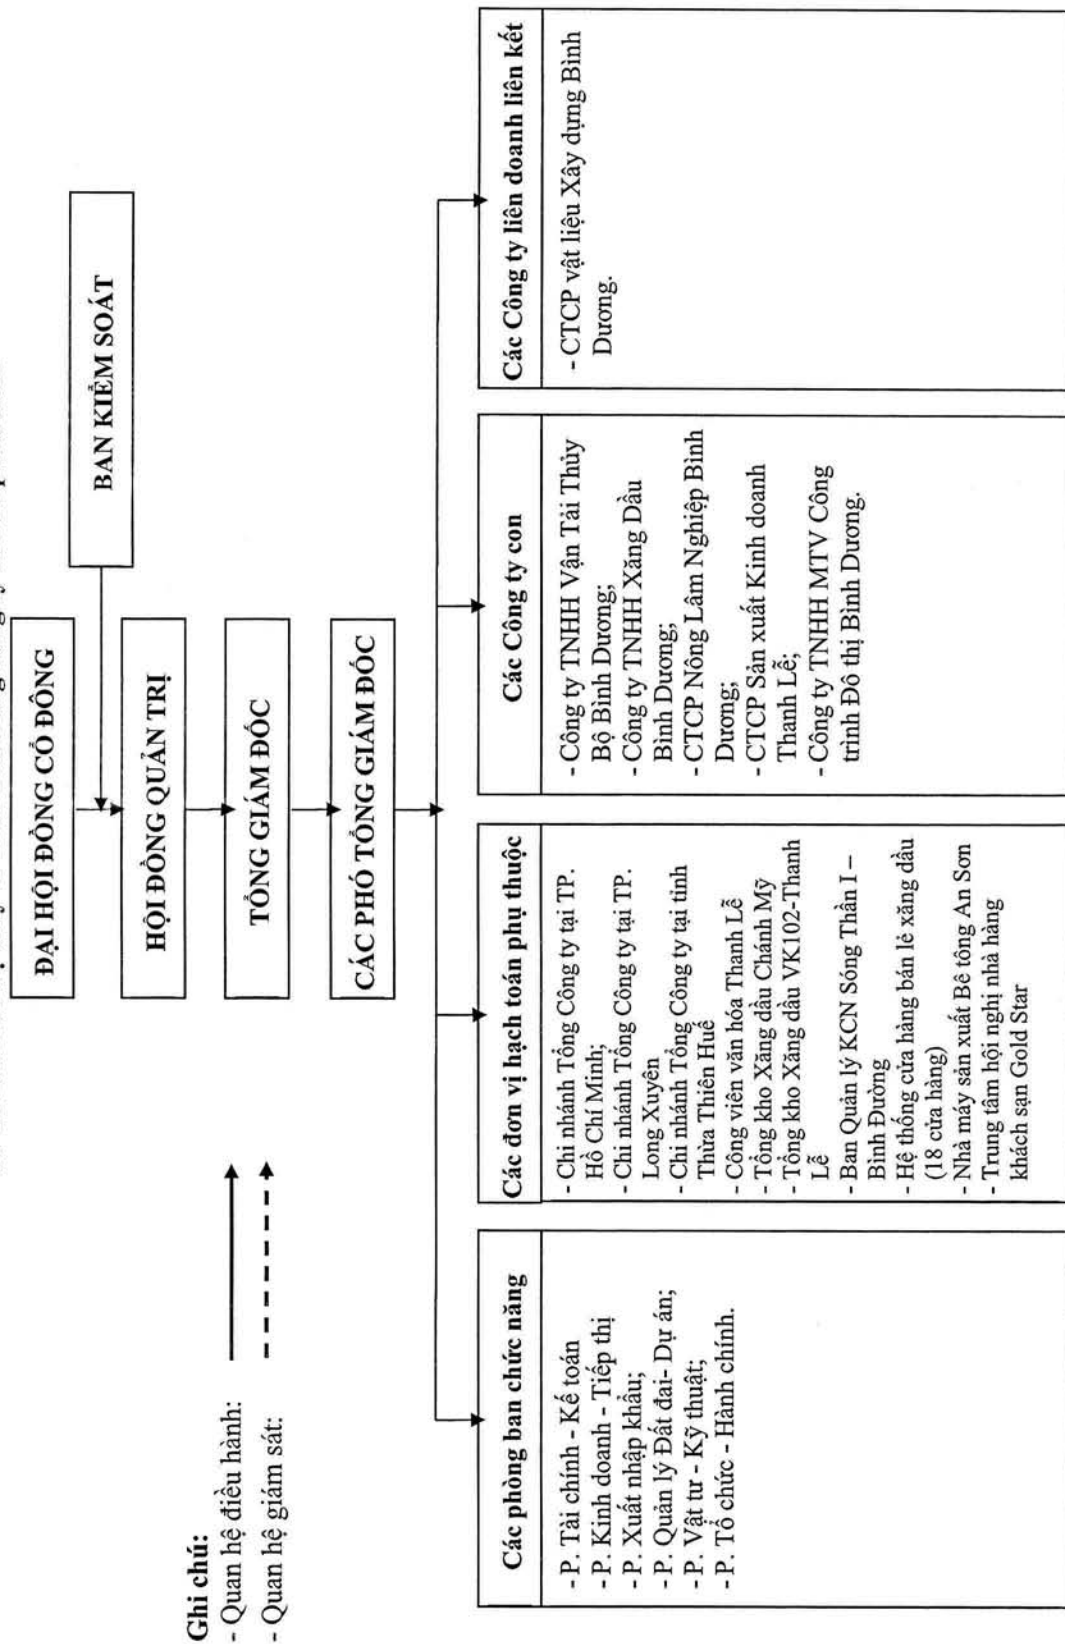 ĐẠI HỘI ĐỒNG CỔ ĐÔNG
BAN KIỂM SOÁT
HỘI ĐỒNG QUẢN TRỊ
TỔNG GIÁM ĐỐC
CÁC PHÓ TỔNG GIÁM ĐỐC
Ghi chú:
- Quan hệ điều hành:
- Quan hệ giám sát:
Các phòng ban chức năng
- P. Tài chính - Kế toán
- P. Kinh doanh - Tiếp thị
- P. Xuất nhập khẩu;
- P. Quản lý Đất đai- Dự án;
- P. Vật tư - Kỹ thuật;
- P. Tổ chức - Hành chính.
Các đơn vị hạch toán phụ thuộc
- Chi nhánh Tổng Công ty tại TP.
Hồ Chí Minh;
- Chi nhánh Tổng Công ty tại TP.
Long Xuyên
- Chi nhánh Tổng Công ty tại tỉnh
Thừa Thiên Huế
- Công viên văn hóa Thanh Lễ
- Tổng kho Xăng dầu Chánh Mỹ
- Tổng kho Xăng dầu VK102-Thanh
Lễ
- Ban Quản lý KCN Sóng Thần I –
Bình Đường
- Hệ thống cửa hàng bán lẻ xăng dầu
(18 cửa hàng)
- Nhà máy sản xuất Bê tông An Sơn
- Trung tâm hội nghị nhà hàng
khách sạn Gold Star
Các Công ty con
- Công ty TNHH Vận Tải Thủy
Bộ Bình Dương;
- Công ty TNHH Xăng Dầu
Bình Dương;
- CTCP Nông Lâm Nghiệp Bình
Dương;
- CTCP Sản xuất Kinh doanh
Thanh Lễ;
- Công ty TNHH MTV Công
trình Đô thị Bình Dương.
Các Công ty liên doanh liên kết
- CTCP vật liệu Xây dựng Bình
Dương.